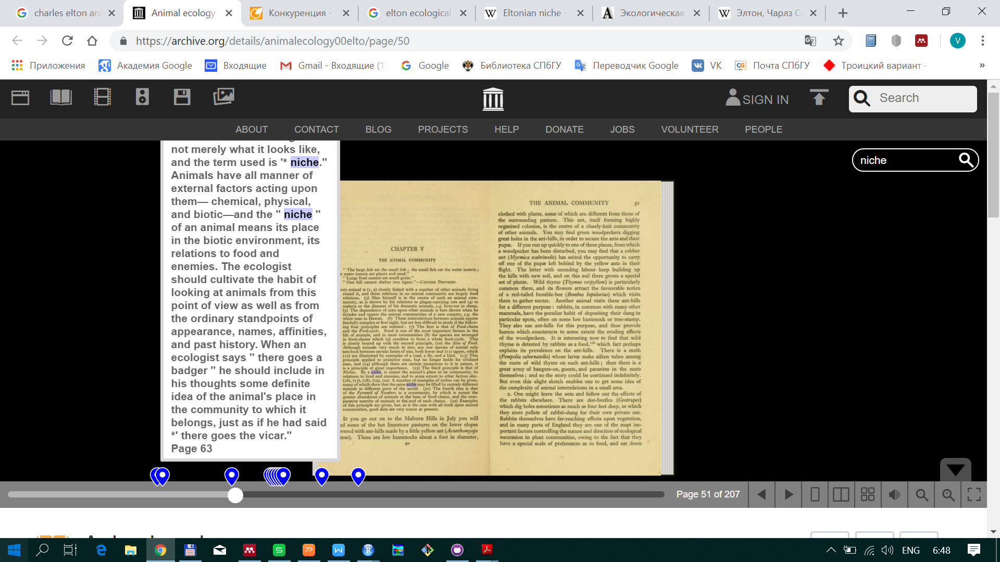 charles elton ani
Animal ecology
Конкуренция -
elton ecological
Eltonian niche -
Экологическая
Элтон, Чарлз Са
https://archive.org/details/animalecology00elto/page/50
V
Приложения
Академия Google
Входящие
Gmail - Входящие (1)
Google
Библиотека СПбГУ
Переводчик Google
VK
Почта СПбГУ
Троицкий вариант –
SIGN IN
Search
ABOUT
CONTACT
BLOG
PROJECTS
HELP
DONATE
JOBS
VOLUNTEER
PEOPLE
niche
not merely what it looks like,
and the term used is '* niche."
Animals have all manner of
external factors acting upon
them— chemical, physical,
and biotic—and the " niche "
of an animal means its place
in the biotic environment, its
relations to food and
enemies. The ecologist
should cultivate the habit of
looking at animals from this
point of view as well as from
the ordinary standpoints of
appearance, names, affinities,
and past history. When an
ecologist says " there goes a
badger " he should include in
his thoughts some definite
idea of the animal's place in
the community to which it
belongs, just as if he had said
*' there goes the vicar."
Page 63
CHAPTER V
THE ANIMAL COMMUNITY
" The large fish eat the small fish ; the small fish eat the water insects ;
water insects eat plants and mud."
" Large fowl cannot eat small grain."
" One hill cannot shelter two tigers."—CHINESE PROVERBS.
very animal is (1, 2) closely linked with a number of other animals living
round it, and these relations in an animal community are largely food
relations. (3) Man himself is in the centre of such an animal com-
munity, as is shown by his relations to plague-carrying rats and (4) to
malaria or the diseases of his domestic animals, e.g. liver-rot in sheep.
(5) The dependence of man upon other animals is best shown when he
invades and upsets the animal communities of a new country, e.g. the
white man in Hawaii. (6) These interrelations between animals appear
fearfully complex at first sight, but are less difficult to study if the follow-
ing four principles are realised : (7) The first is that of Food-chains
and the Food-cycle. Food is one of the most important factors in the
life of animals, and in most communities (8) the species are arranged
in food-chains which (9) combine to form a whole food-cycle. This
is closely bound up with the second principle, (10) the Size of Food.
Although animals vary much in size, any one species of animal only
eats food between certain limits of size, both lower and (11) upper, which
(12) are illustrated by examples of a toad, a fly, and a bird. (13) This
principle applied to primitive man, but no longer holds for civilised
man, and (14) although there are certain exceptions to it in nature, it
is a principle of great importance. (15) The third principle is that of
Niches. By a niche, is meant the animal's place in its community, its
relations to food and enemies, and to some extent to other factors also.
(16), (17), (18), (19), (20) A number of examples of niches can be given,
many of which show that the same niche may be filled by entirely different
animals in different parts of the world. (21) The fourth idea is that
of the Pyramid of Numbers in a community, by which is meant the
greater abundance of animals at the base of food-chains, and the com-
parative scarcity of animals at the end of such chains. (22) Examples
of this principle are given, but, as is the case with all work upon animal
communities, good data are very scarce at present.
IF you go out on to the Malvern Hills in July you will
d some of the hot limestone pastures on the lower slopes
vered with ant-hills made by a little yellow ant (Acanthomyops
vus). These are low hummocks about a foot in diameter,
50
THE ANIMAL COMMUNITY 51
clothed with plants, some of which are different from those of
the surrounding pasture. This ant, itself forming highly
organised colonies, is the centre of a closely-knit community
of other animals. You may find green woodpeckers digging
great holes in the ant-hills, in order to secure the ants and their
pupæ. If you run up quickly to one of these places, from which
a woodpecker has been disturbed, you may find that a robber
ant (Myrmica scabrinodis) has seized the opportunity to carry
off one of the pupæ left behind by the yellow ants in their
flight. The latter with unending labour keep building up
the hills with new soil, and on this soil there grows a special
set of plants. Wild thyme (Thymus serpyllum) is particularly
common there, and its flowers attract the favourable notice
of a red-tailed bumble-bee (Bombus lapidarius) which visits
them to gather nectar. Another animal visits these ant-hills
for a different purpose : rabbits, in common with many other
mammals, have the peculiar habit of depositing their dung in
particular spots, often on some low hummock or tree-stump.
They also use ant-hills for this purpose, and thus provide
humus which counteracts to some extent the eroding effects
of the woodpeckers. It is interesting now to find that wild
thyme is detested by rabbits as a food, which fact perhaps
explains its prevalence on the ant-hills. There is a moth
(Pempelia subornatella) whose larvæ make silken tubes among
the roots of wild thyme on such ant-hills ; then there is a
great army of hangers-on, guests, and parasites in the nests
themselves ; and so the story could be continued indefinitely.
But even this slight sketch enables one to get some idea of
the complexity of animal interrelations in a small area.
2. One might leave the ants and follow out the effects of
the rabbits elsewhere. There are dor-beetles (Geotrupes)
which dig holes sometimes as much as four feet deep, in which
they store pellets of rabbit-dung for their own private use.
Rabbits themselves have far-reaching effects upon vegetation,
and in many parts of England they are one of the most im-
portant factors controlling the nature and direction of ecological
succession in plant communities, owing to the fact that they
have a special scale of preferences as to food, and eat down
Page 51 of 207
ENG
6:48